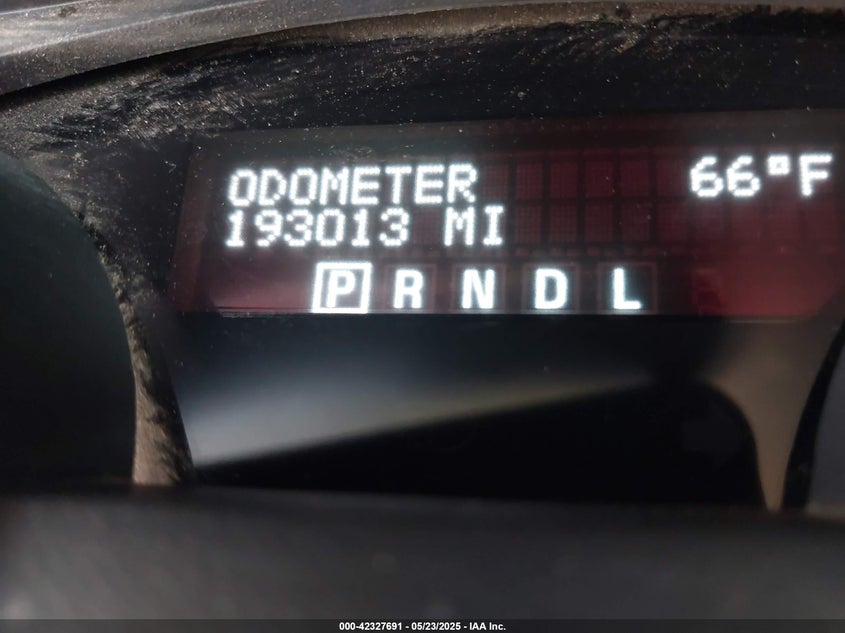 ODOMETER 66°F
193013 MI
P R N D L
000-42327691 - 05/23/2025 - IAA Inc.